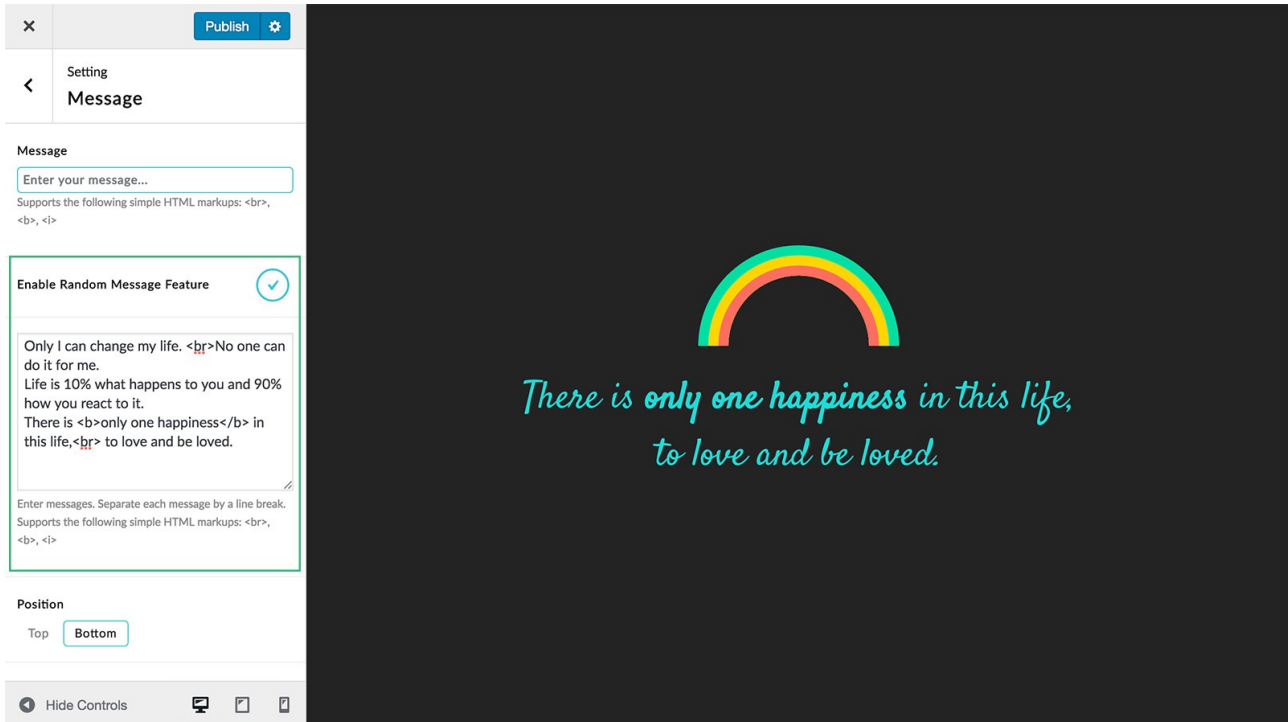 Publish
Setting
Message
Message
Enter your message...
Supports the following simple HTML markups: <br>,
<b>, <i>
Enable Random Message Feature
Only I can change my life. <br>No one can
do it for me.
Life is 10% what happens to you and 90%
how you react to it.
There is <b>only one happiness</b> in
this life,<br> to love and be loved.
Enter messages. Separate each message by a line break.
Supports the following simple HTML markups: <br>,
<b>, <i>
Position
Top Bottom
Hide Controls
There is only one happiness in this life,
to love and be loved.